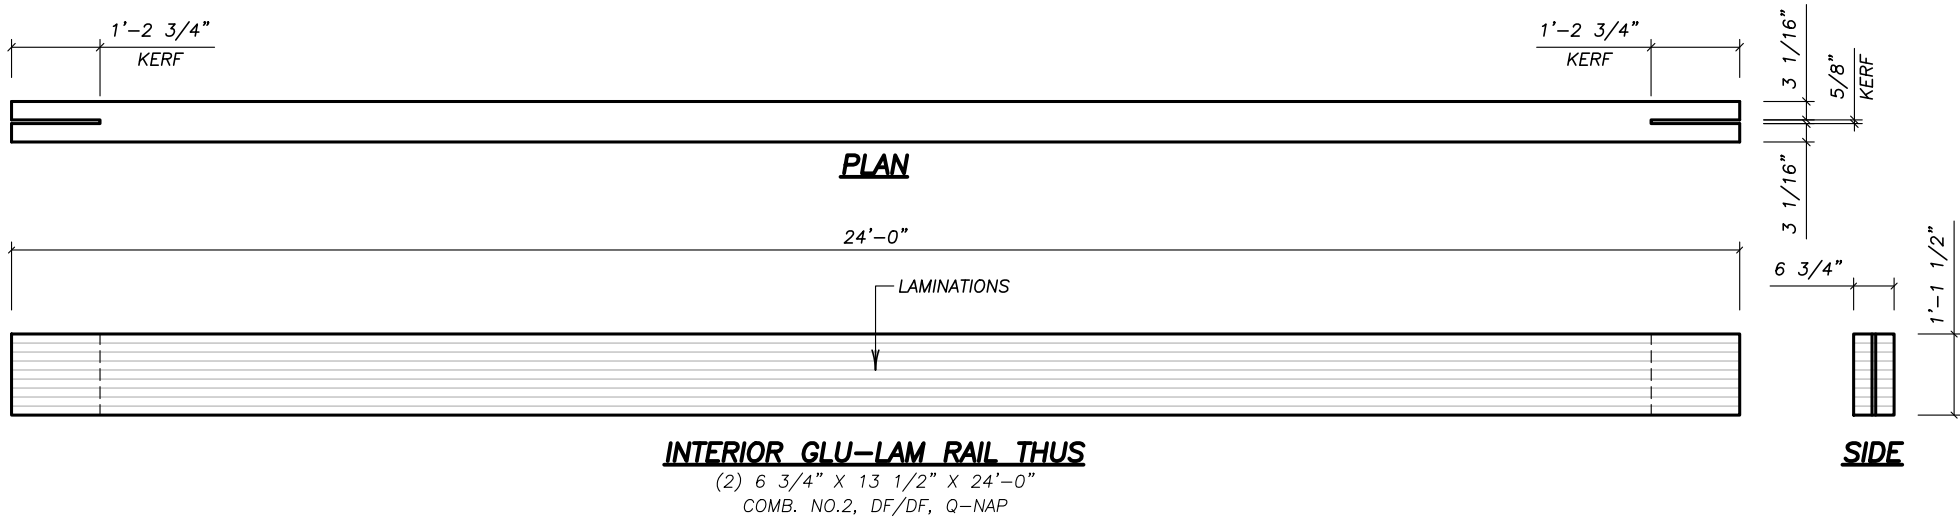 1'-2 3/4"
KERF
1'-2 3/4"
KERF
3 1/16"
5/8"
KERF
3 1/16"
PLAN
24'-0"
LAMINATIONS
6 3/4"
1'-1 1/2"
INTERIOR GLU-LAM RAIL THUS
(2) 6 3/4" X 13 1/2" X 24'-0"
COMB. NO.2, DF/DF, Q-NAP
SIDE